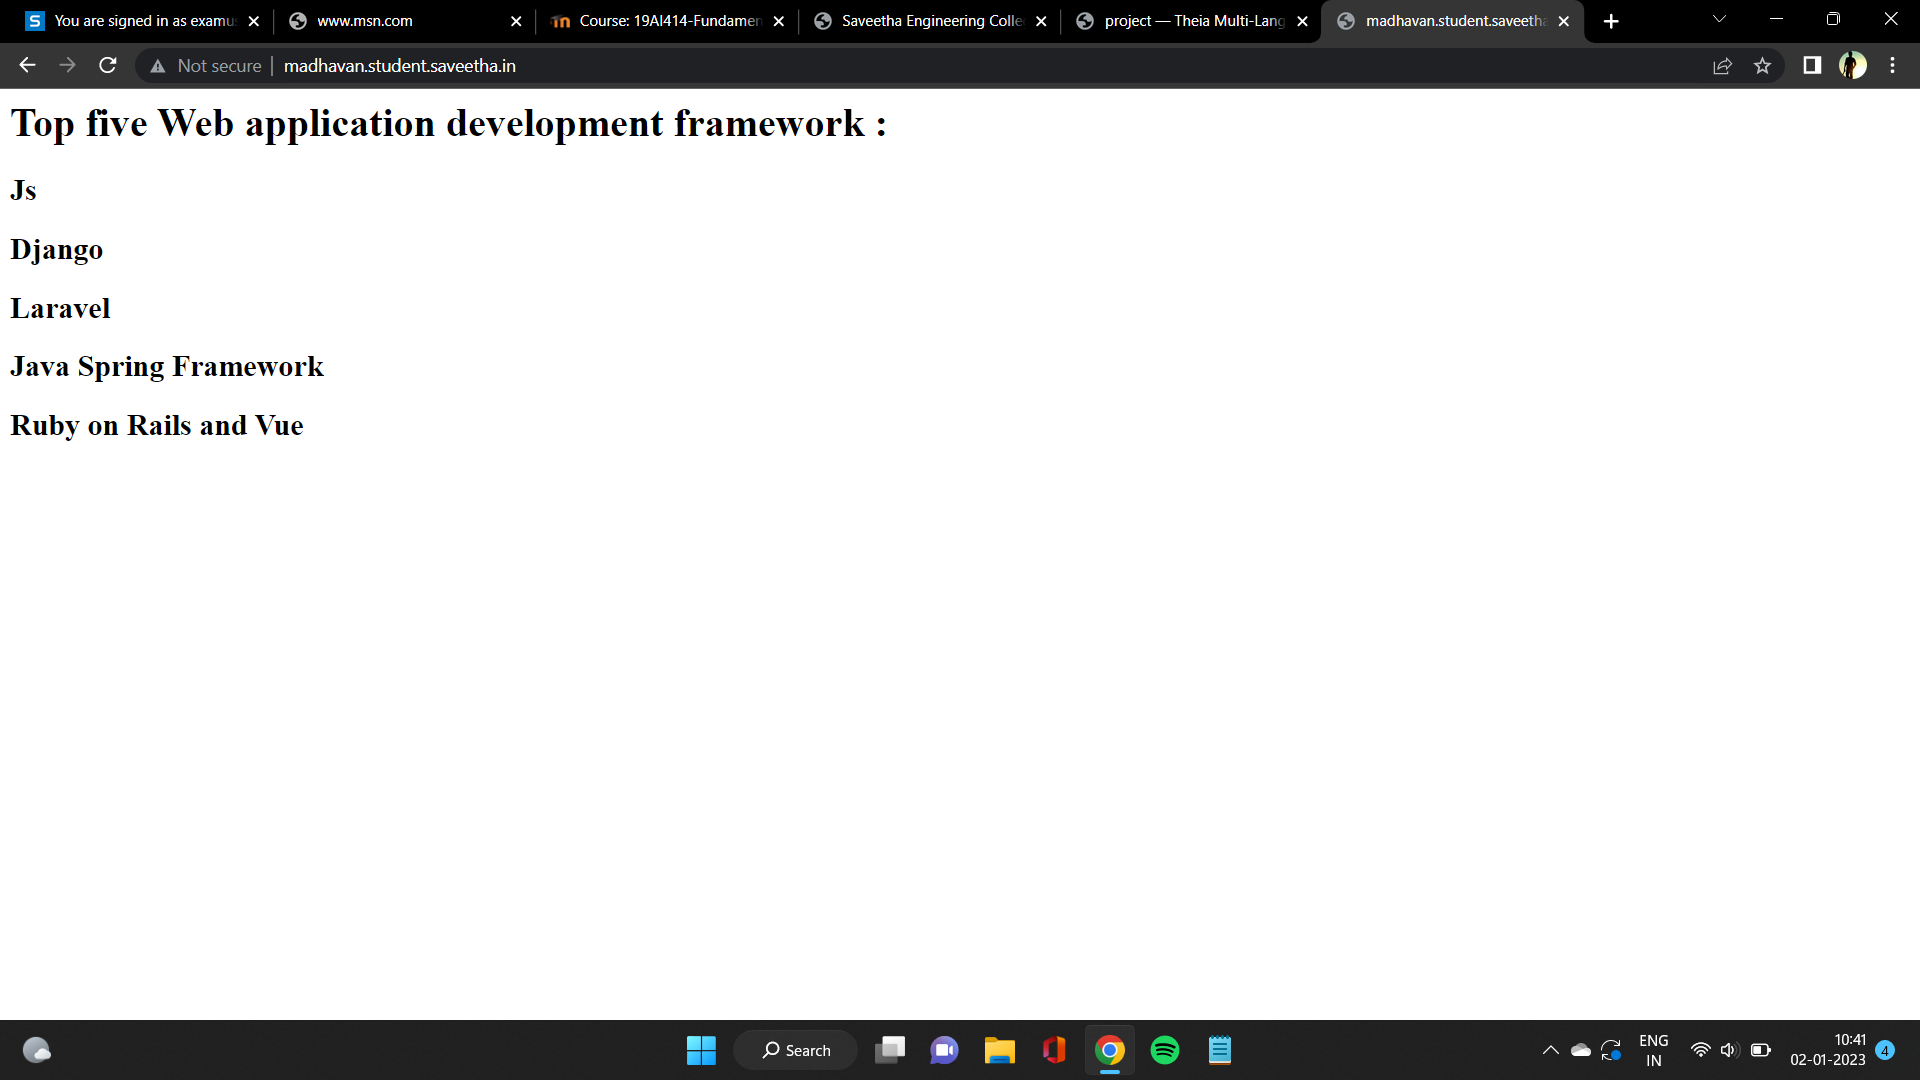 You are signed in as examu
www.msn.com
Course: 19AI414-Fundamen
Saveetha Engineering Colle
project — Theia Multi-Lang
madhavan.student.saveetha
Not secure
madhavan.student.saveetha.in
Top five Web application development framework :
Js
Django
Laravel
Java Spring Framework
Ruby on Rails and Vue
Search
ENG
IN
10:41
02-01-2023
4